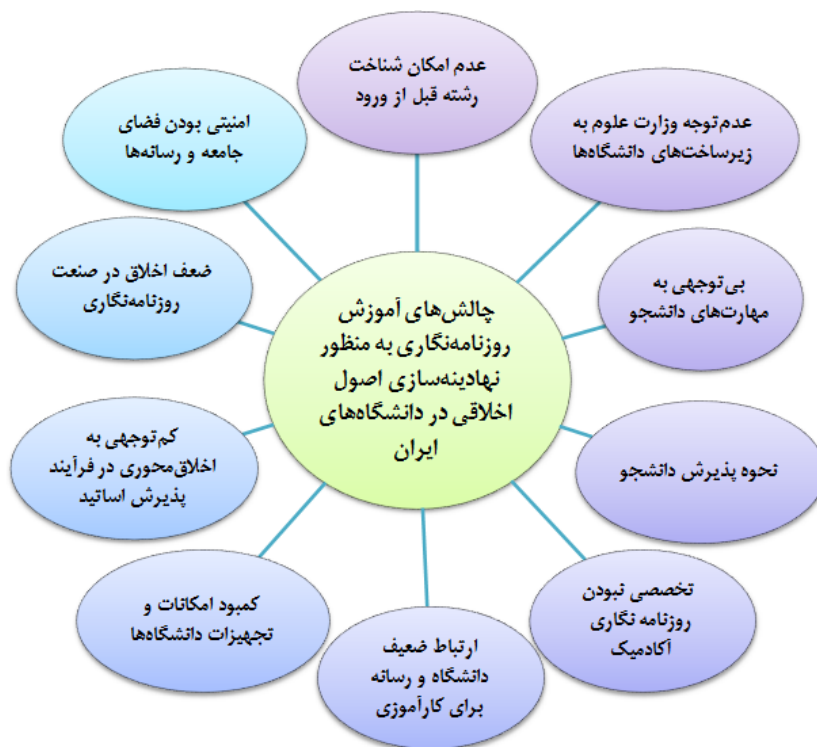 عدم امکان شناخت
رشته قبل از ورود
عدم‌توجه وزارت علوم به
زیرساخت‌های دانشگاه‌ها
بی‌توجهی به
مهارت‌های دانشجو
نحوه پذیرش دانشجو
تخصصی نبودن
روزنامه نگاری
آکادمیک
ارتباط ضعیف
دانشگاه و رسانه
برای کارآموزی
کمبود امکانات و
تجهیزات دانشگاه‌ها
کم‌توجهی به
اخلاق‌محوری در فرآیند
پذیرش اساتید
ضعف اخلاق در صنعت
روزنامه‌نگاری
امنیتی بودن فضای
جامعه و رسانه‌ها
چالش‌های آموزش
روزنامه‌نگاری به منظور
نهادینه‌سازی اصول
اخلاقی در دانشگاه‌های
ایران